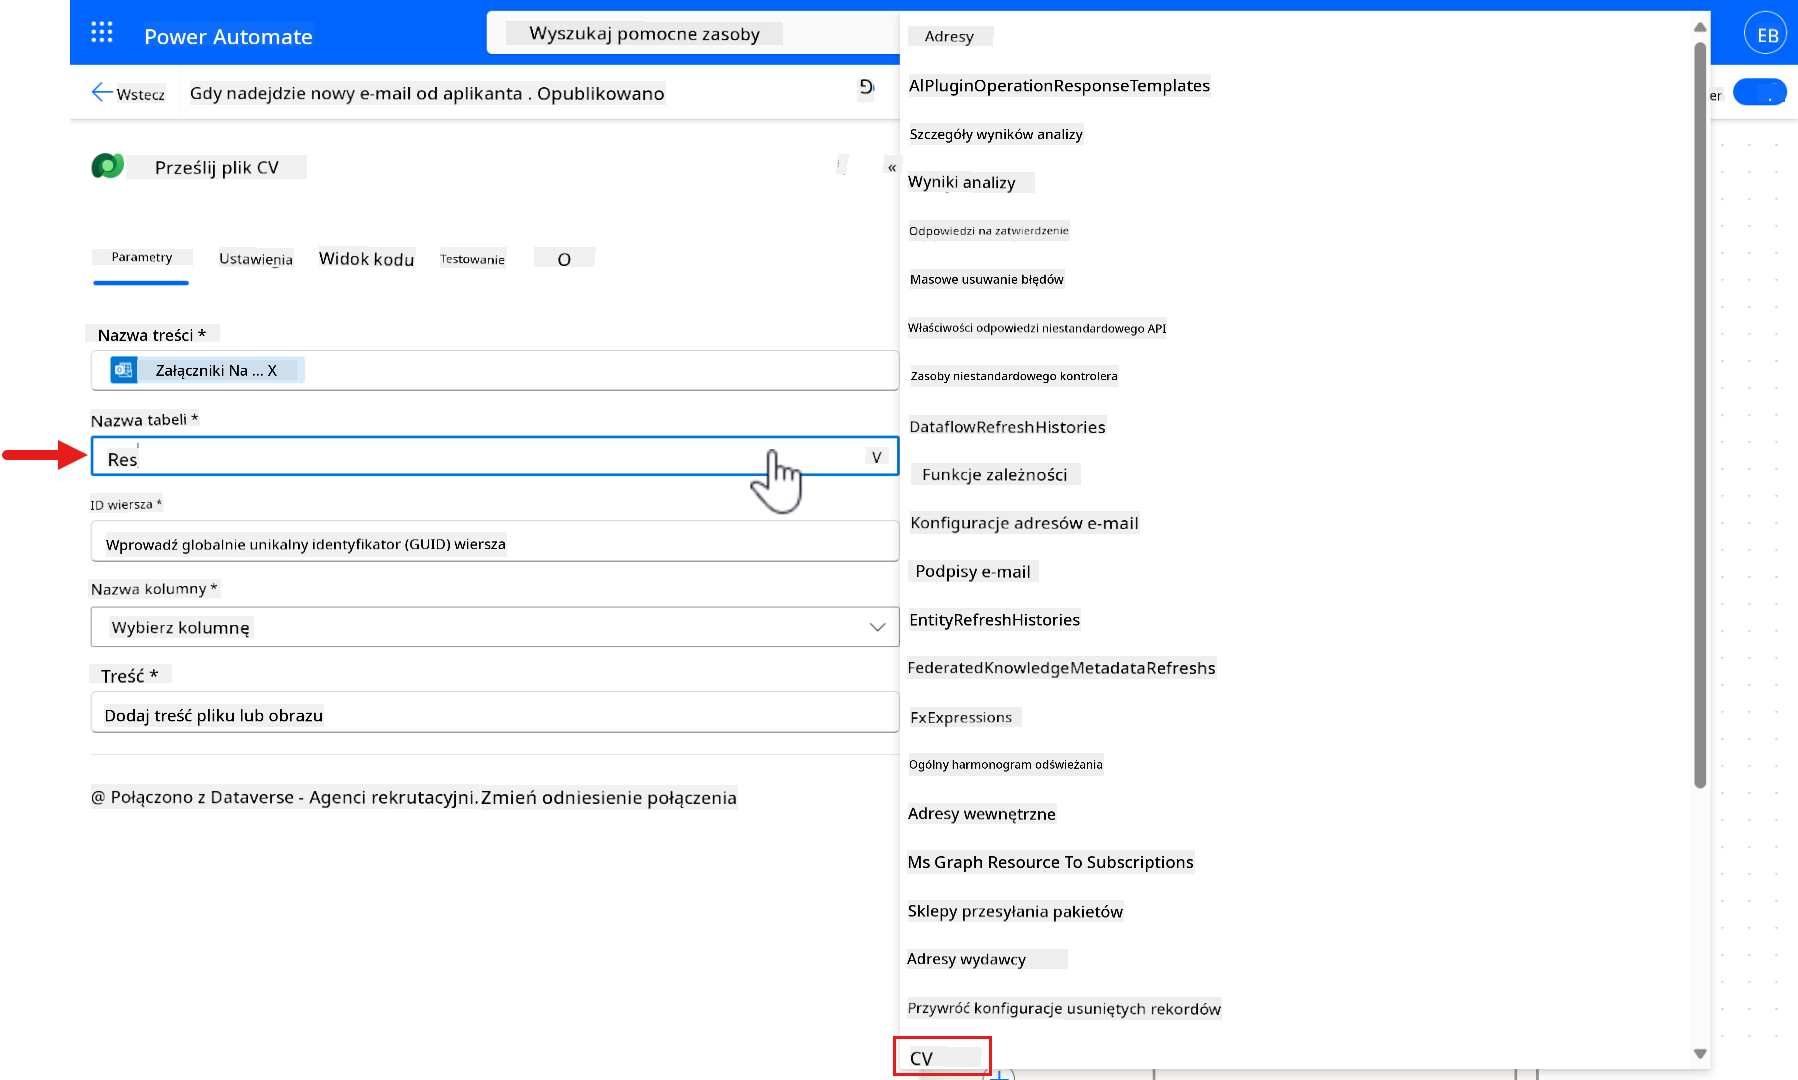 Power Automate
Wyszukaj pomocne zasoby
EB
Wstecz
Gdy nadejdzie nowy e-mail od aplikanta . Opublikowano
er
Prześlij plik CV
«
Parametry
Ustawienia
Widok kodu
Testowanie
O
Nazwa treści *
Załączniki Na ... X
Nazwa tabeli *
Res
V
ID wiersza *
Wprowadź globalnie unikalny identyfikator (GUID) wiersza
Nazwa kolumny *
Wybierz kolumnę
Treść *
Dodaj treść pliku lub obrazu
@ Połączono z Dataverse - Agenci rekrutacyjni. Zmień odniesienie połączenia
Adresy
AlPluginOperationResponseTemplates
Szczegóły wyników analizy
Wyniki analizy
Odpowiedzi na zatwierdzenie
Masowe usuwanie błędów
Właściwości odpowiedzi niestandardowego API
Zasoby niestandardowego kontrolera
DataflowRefreshHistories
Funkcje zależności
Konfiguracje adresów e-mail
Podpisy e-mail
EntityRefreshHistories
FederatedKnowledgeMetadataRefreshs
FxExpressions
Ogólny harmonogram odświeżania
Adresy wewnętrzne
Ms Graph Resource To Subscriptions
Sklepy przesyłania pakietów
Adresy wydawcy
Przywróć konfiguracje usuniętych rekordów
CV